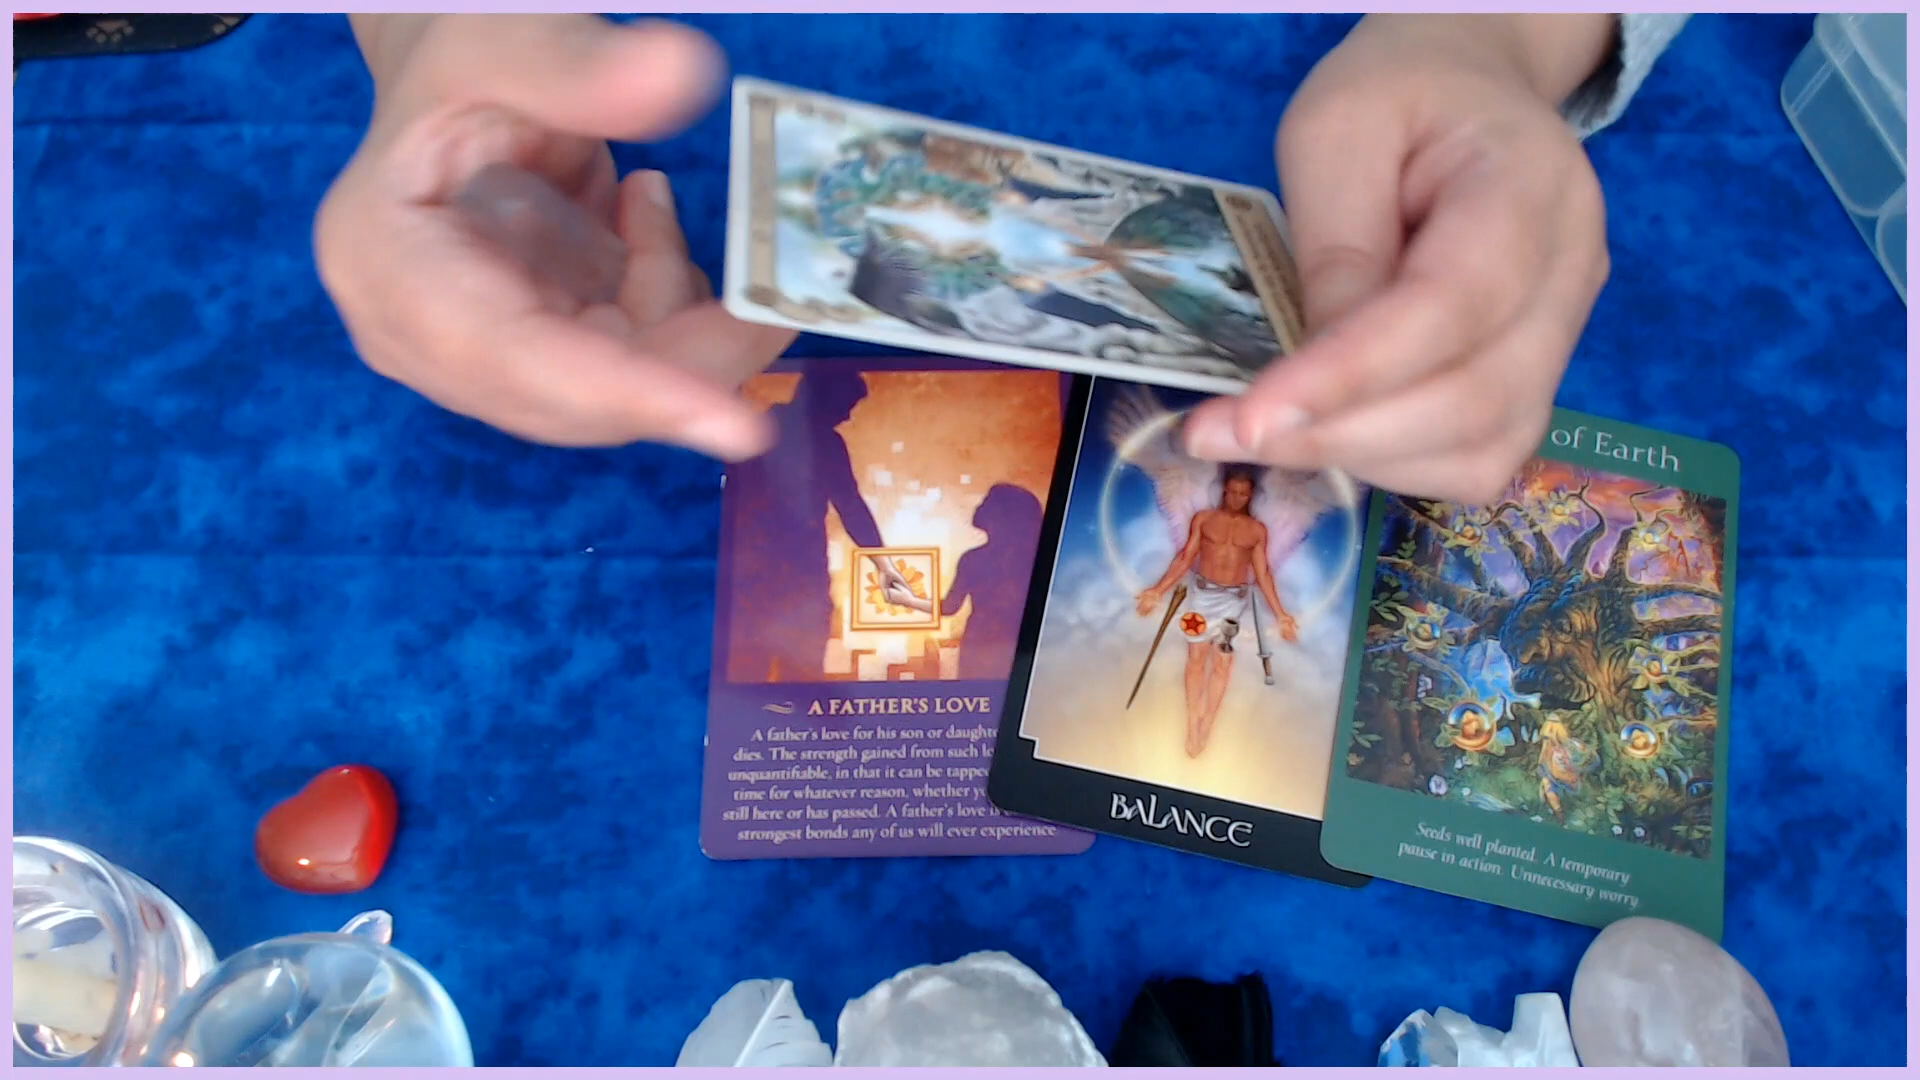 A FATHER'S LOVE
A father's love for his son or daughte
dies. The strength gained from such lo
unquantifiable, in that it can be tapped
time for whatever reason, whether yo
still here or has passed. A father's love is
strongest bonds any of us will ever experience
BALANCE
of Earth
Seeds well planted. A temporary
pause in action. Unnecessary worry.